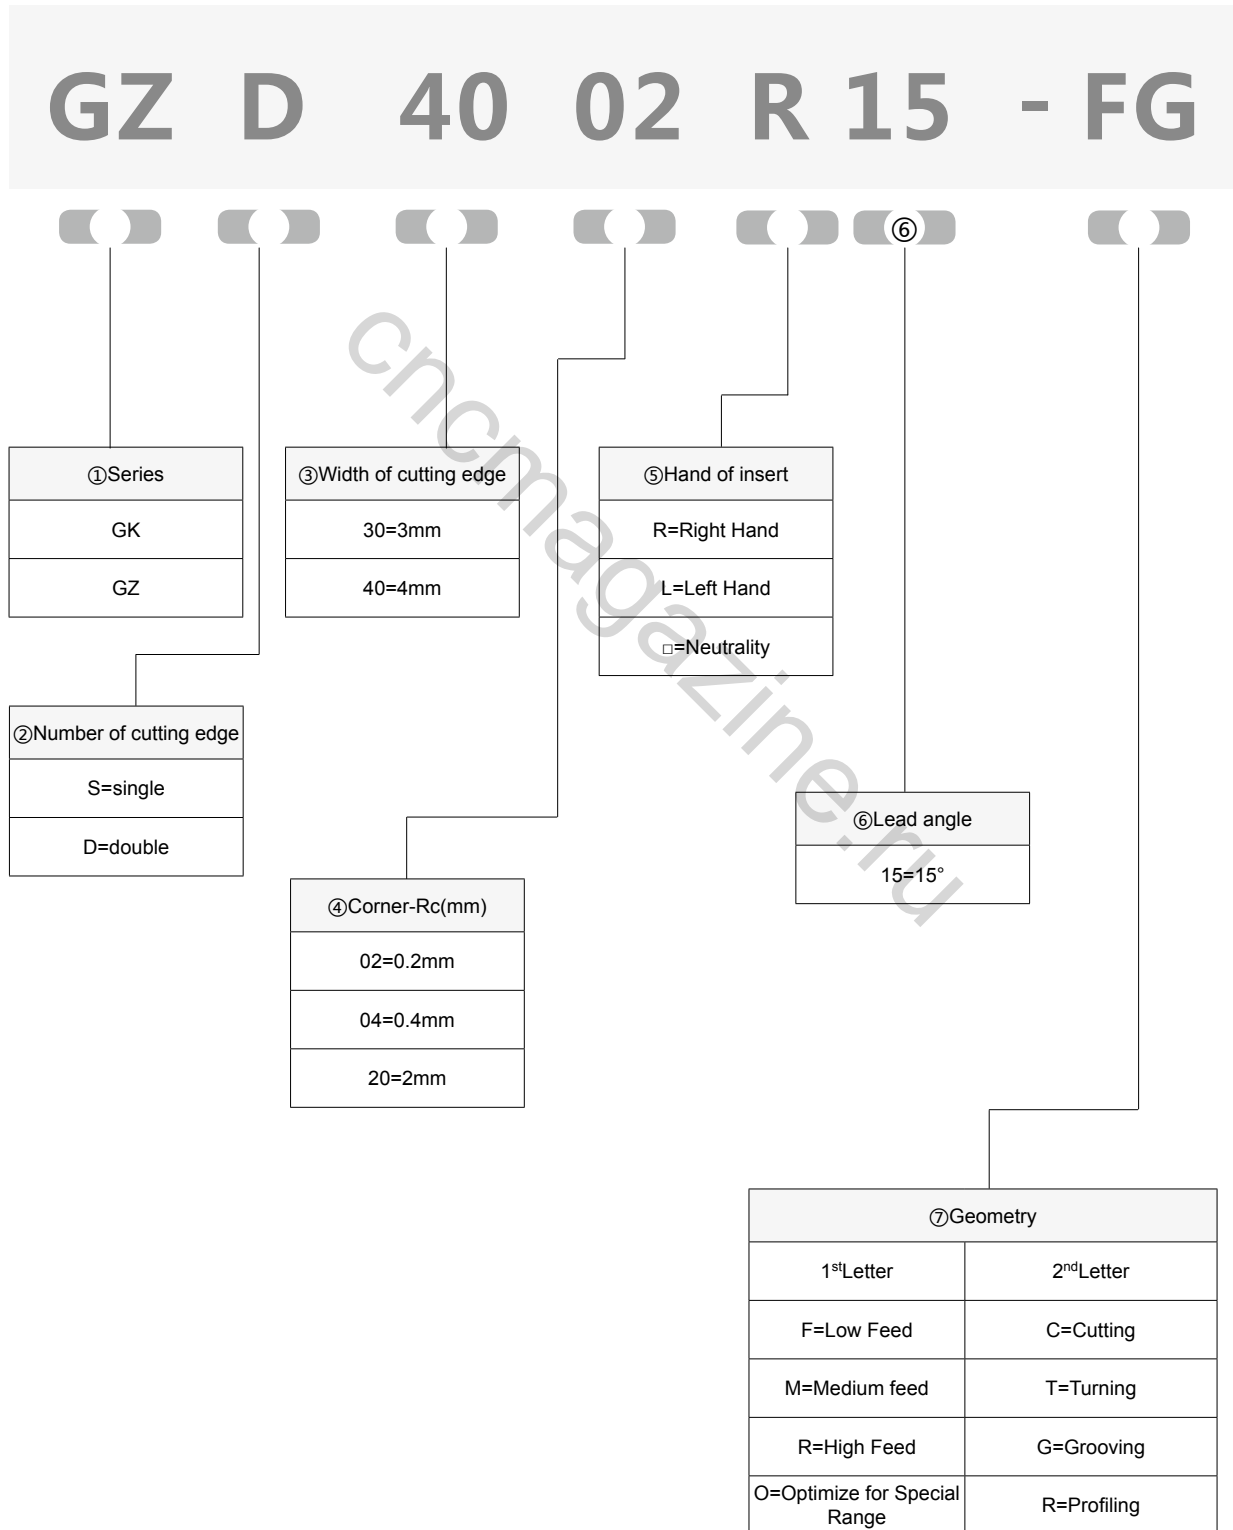 GZ D 40 02 R 15 - FG
⑥
①Series
GK
GZ
③Width of cutting edge
30=3mm
40=4mm
⑤Hand of insert
R=Right Hand
L=Left Hand
□=Neutrality
②Number of cutting edge
S=single
D=double
⑥Lead angle
15=15°
④Corner-Rc(mm)
02=0.2mm
04=0.4mm
20=2mm
⑦Geometry
1stLetter 2ndLetter
F=Low Feed C=Cutting
M=Medium feed T=Turning
R=High Feed G=Grooving
O=Optimize for Special
Range
R=Profiling
cncmagazine.ru